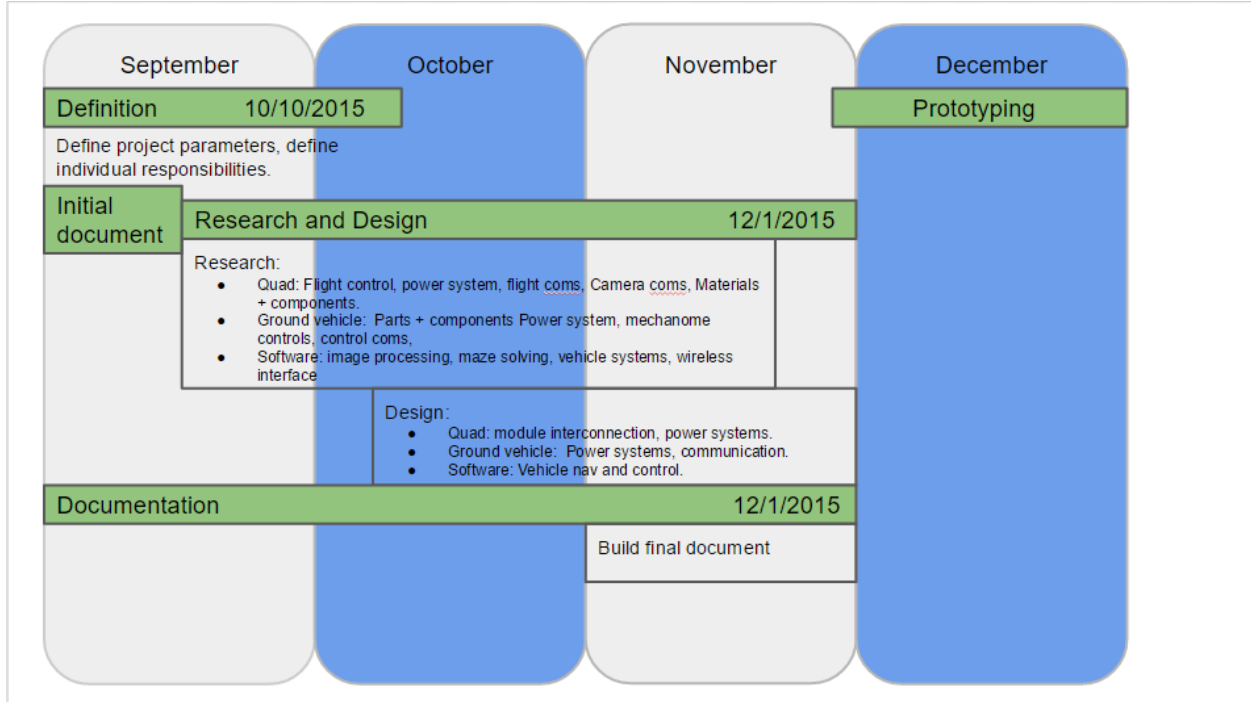 September
October
November
December
Definition 10/10/2015
Prototyping
Define project parameters, define
individual responsibilities.
Initial
document
Research and Design 12/1/2015
Research:
● Quad: Flight control, power system, flight coms, Camera coms, Materials
+ components.
● Ground vehicle: Parts + components Power system, mechanome
controls, control coms,
● Software: image processing, maze solving, vehicle systems, wireless
interface
Design:
● Quad: module interconnection, power systems.
● Ground vehicle: Power systems, communication.
● Software: Vehicle nav and control.
Documentation 12/1/2015
Build final document